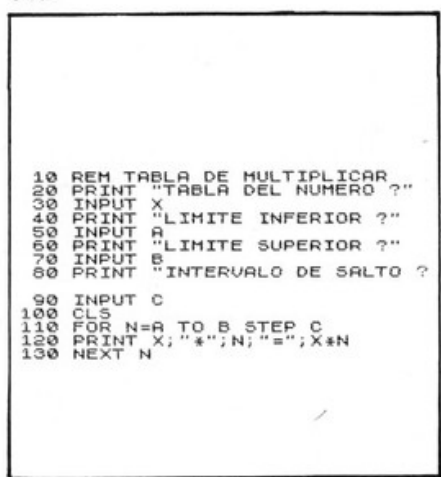 10 REM TABLA DE MULTIPLICAR
20 PRINT "TABLA DEL NUMERO ?"
30 INPUT X
40 PRINT "LIMITE INFERIOR ?"
50 INPUT A
60 PRINT "LIMITE SUPERIOR ?"
70 INPUT B
80 PRINT "INTERVALO DE SALTO ?
90 INPUT C
100 CLS
110 FOR N=A TO B STEP C
120 PRINT X;"*";N;"=";X*N
130 NEXT N